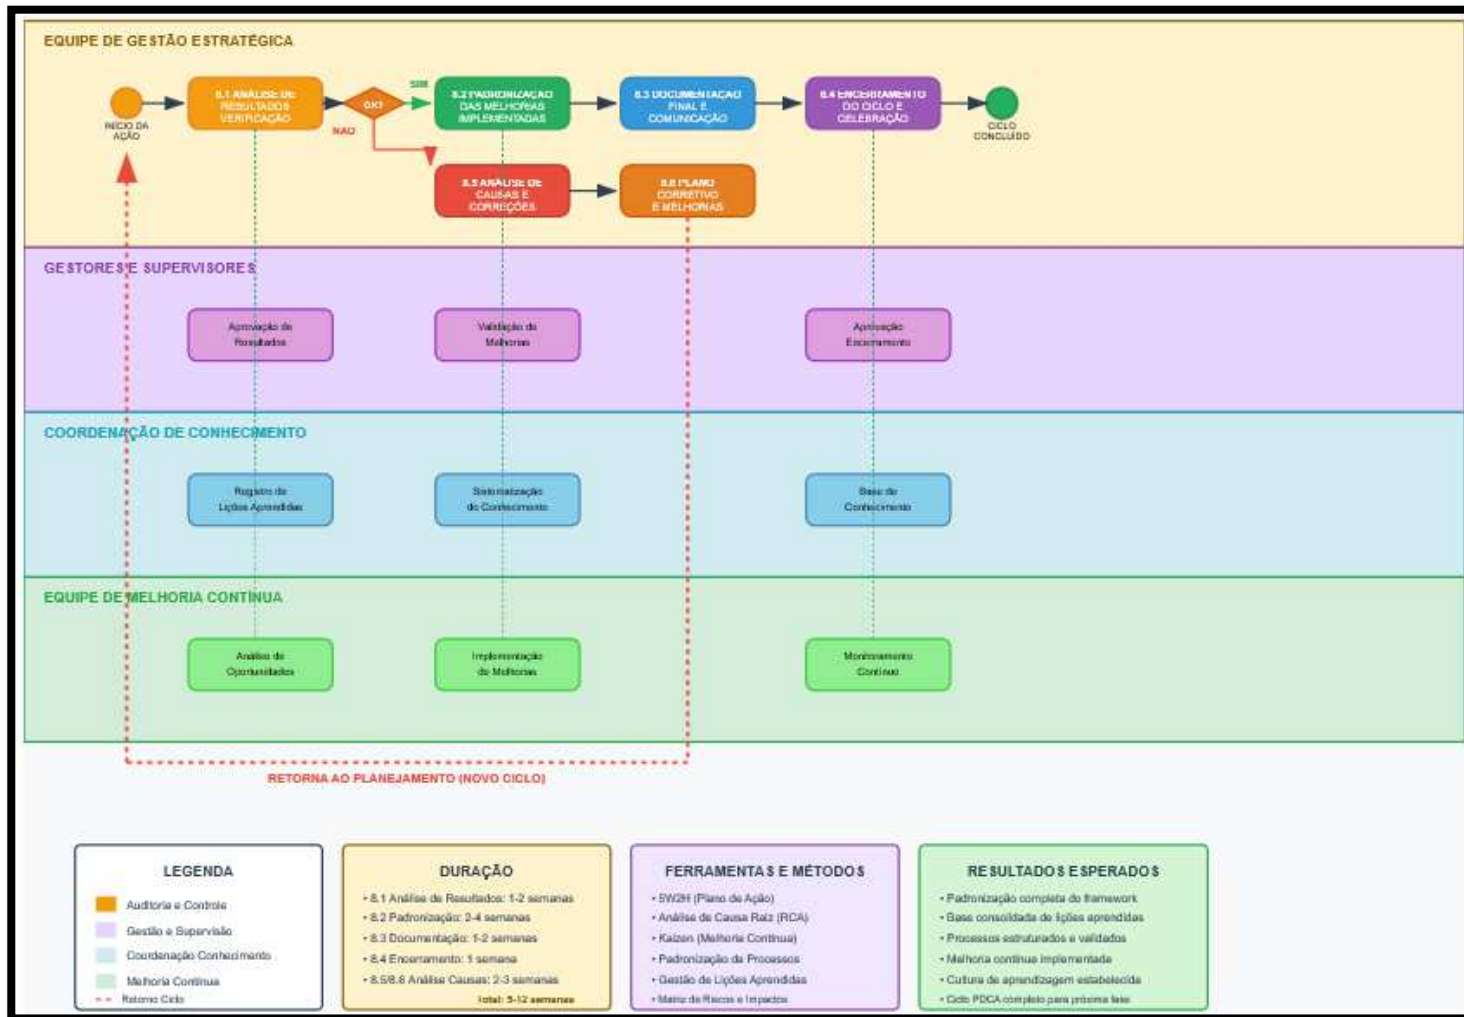 EQUIPE DE GESTÃO ESTRATÉGICA
8.1 ANÁLISE DE
RESULTADOS
VERIFICAÇÃO
OK?
SIM
NÃO
8.2 PADRONIZAÇÃO
DAS MELHORIAS
IMPLEMENTADAS
8.3 DOCUMENTAÇÃO
FINAL E
COMUNICAÇÃO
8.4 ENCERRAMENTO
DO CICLO E
CELEBRAÇÃO
INÍCIO DA
AÇÃO
CICLO
CONCLUÍDO
8.5 ANÁLISE DE
CAUSAS E
CORREÇÕES
8.6 PLANO
CORRETIVO
E MELHORIAS
GESTORES E SUPERVISORES
Aprovação de
Resultados
Validação de
Melhorias
Aprovação
Encerramento
COORDENAÇÃO DE CONHECIMENTO
Registro de
Lições Aprendidas
Sistematização
do Conhecimento
Base de
Conhecimento
EQUIPE DE MELHORIA CONTÍNUA
Análise de
Oportunidades
Implementação
de Melhorias
Monitoramento
Contínuo
RETORNA AO PLANEJAMENTO (NOVO CICLO)
LEGENDA
Auditoria e Controle
Gestão e Supervisão
Coordenação Conhecimento
Melhoria Contínua
Retorno Ciclo
DURAÇÃO
• 8.1 Análise de Resultados: 1-2 semanas
• 8.2 Padronização: 2-4 semanas
• 8.3 Documentação: 1-2 semanas
• 8.4 Encerramento: 1 semana
• 8.5/8.6 Análise Causas: 2-3 semanas
Total: 5-12 semanas
FERRAMENTAS E MÉTODOS
• 5W2H (Plano de Ação)
• Análise de Causa Raiz (RCA)
• Kaizen (Melhoria Contínua)
• Padronização de Processos
• Gestão de Lições Aprendidas
• Matriz de Riscos e Impactos
RESULTADOS ESPERADOS
• Padronização completa do framework
• Base consolidada de lições aprendidas
• Processos estruturados e validados
• Melhoria contínua implementada
• Cultura de aprendizagem estabelecida
• Ciclo PDCA completo para próxima fase